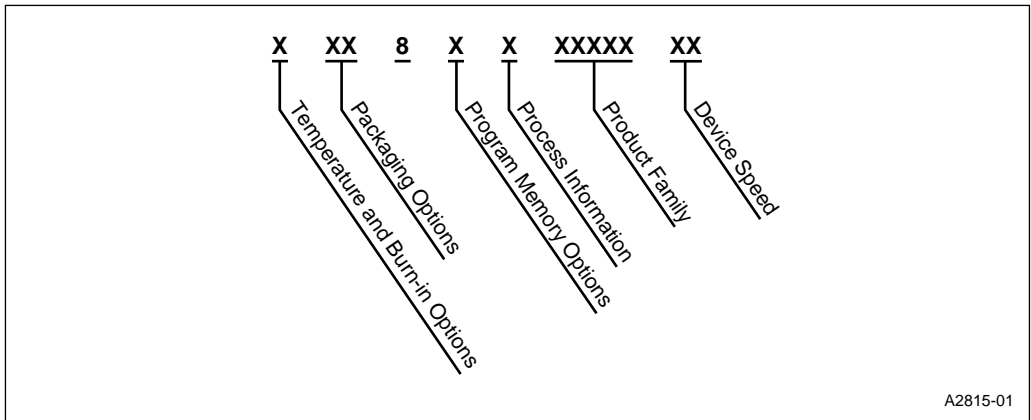 X XX 8 X X XXXXX XX
Temperature and Burn-in Options
Packaging Options
Program Memory Options
Process Information
Product Family
Device Speed
A2815-01